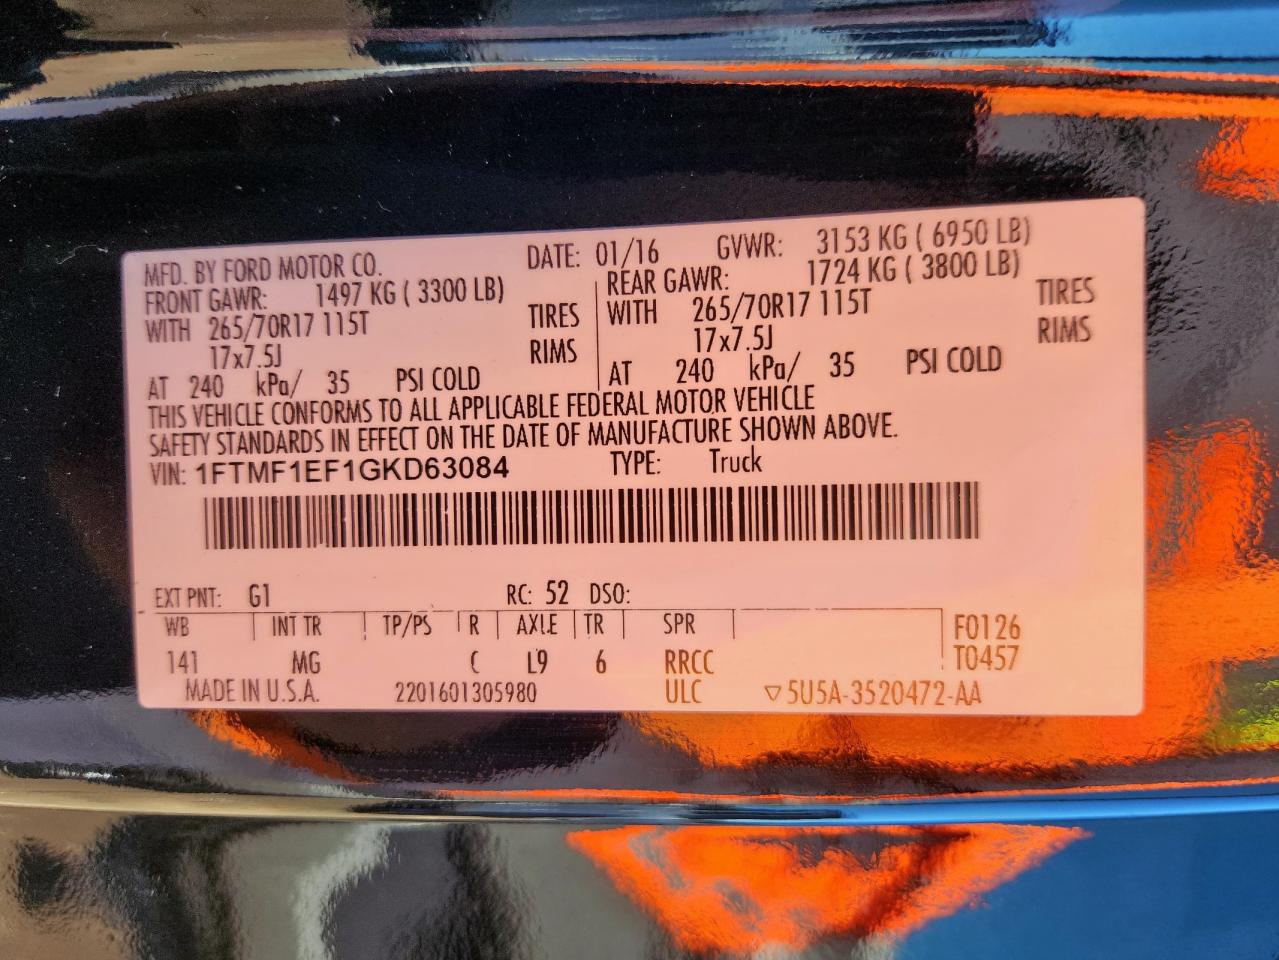 MFD. BY FORD MOTOR CO. DATE: 01/16 GVWR: 3153 KG ( 6950 LB)
FRONT GAWR: 1497 KG ( 3300 LB) REAR GAWR: 1724 KG ( 3800 LB)
WITH 265/70R17 115T TIRES WITH 265/70R17 115T TIRES
17x7.5J RIMS 17x7.5J RIMS
AT 240 kPa/ 35 PSI COLD AT 240 kPa/ 35 PSI COLD
THIS VEHICLE CONFORMS TO ALL APPLICABLE FEDERAL MOTOR VEHICLE
SAFETY STANDARDS IN EFFECT ON THE DATE OF MANUFACTURE SHOWN ABOVE.
VIN: 1FTMF1EF1GKD63084 TYPE: Truck
EXT PNT: G1 RC: 52 DSO:
WB INT TR TP/PS R AXLE TR SPR F0126
141 MG C L9 6 RRCC T0457
MADE IN U.S.A. 2201601305980 ULC ▽5U5A-3520472-AA